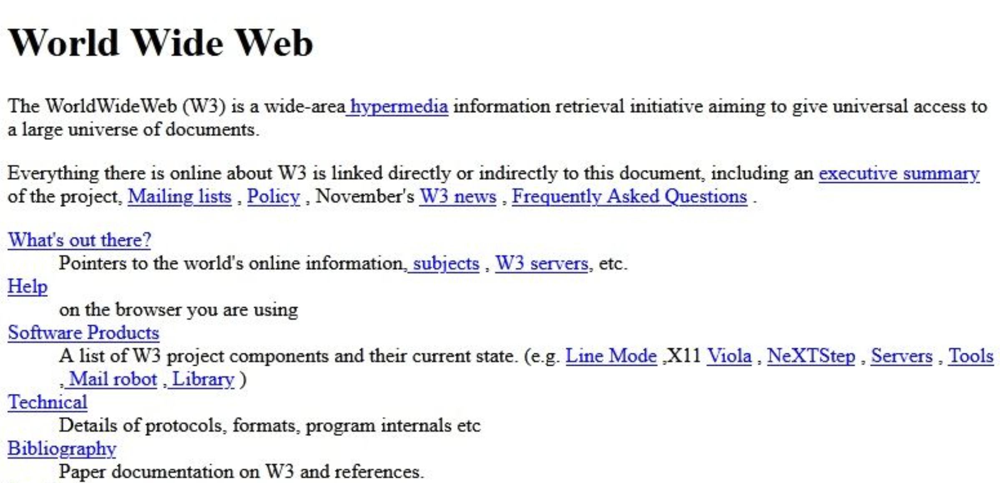 World Wide Web
The WorldWideWeb (W3) is a wide-area hypermedia information retrieval initiative aiming to give universal access to
a large universe of documents.
Everything there is online about W3 is linked directly or indirectly to this document, including an executive summary
of the project, Mailing lists , Policy , November's W3 news , Frequently Asked Questions .
What's out there?
Pointers to the world's online information, subjects , W3 servers, etc.
Help
on the browser you are using
Software Products
A list of W3 project components and their current state. (e.g. Line Mode ,X11 Viola , NeXTStep , Servers , Tools
, Mail robot , Library )
Technical
Details of protocols, formats, program internals etc
Bibliography
Paper documentation on W3 and references.